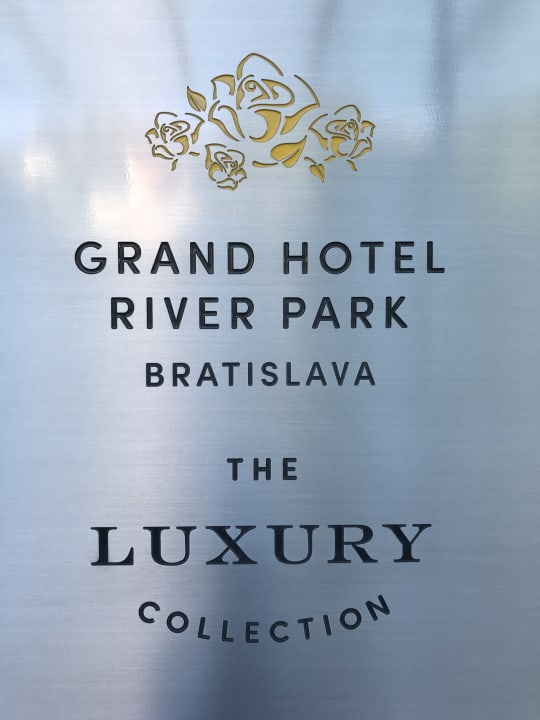 GRAND HOTEL
RIVER PARK
BRATISLAVA
THE
LUXURY
COLLECTION